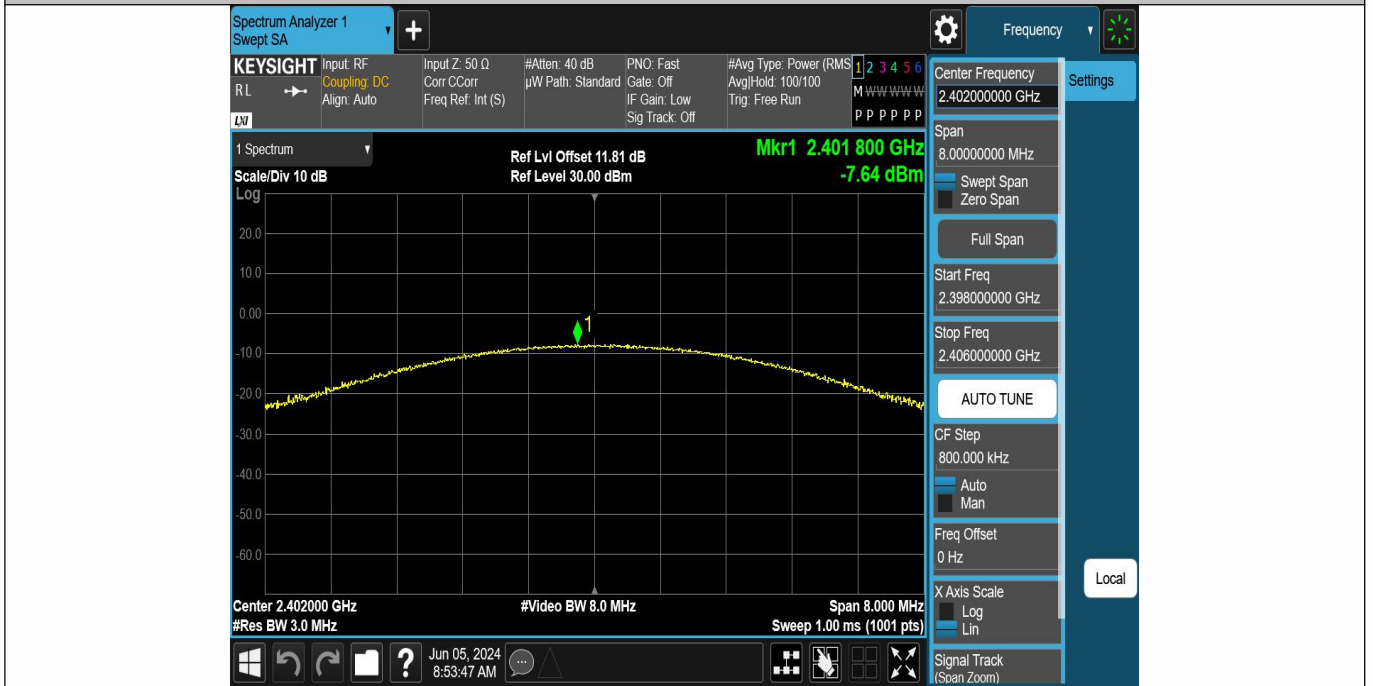 Spectrum Analyzer 1
Swept SA
+
Frequency
KEYSIGHT
RL
LXI
Input: RF
Coupling: DC
Align: Auto
Input Z: 50 Ω
Corr CCorr
Freq Ref: Int (S)
#Atten: 40 dB
µW Path: Standard
PNO: Fast
Gate: Off
IF Gain: Low
Sig Track: Off
#Avg Type: Power (RMS
Avg|Hold: 100/100
Trig: Free Run
1 2 3 4 5 6
M W W W W W
P P P P P P
1 Spectrum
Scale/Div 10 dB
Log
Ref Lvl Offset 11.81 dB
Ref Level 30.00 dBm
Mkr1 2.401 800 GHz
-7.64 dBm
20.0
10.0
0.00
-10.0
-20.0
-30.0
-40.0
-50.0
-60.0
1
Center 2.402000 GHz
#Res BW 3.0 MHz
#Video BW 8.0 MHz
Span 8.000 MHz
Sweep 1.00 ms (1001 pts)
Center Frequency
2.402000000 GHz
Span
8.00000000 MHz
Swept Span
Zero Span
Full Span
Start Freq
2.398000000 GHz
Stop Freq
2.406000000 GHz
AUTO TUNE
CF Step
800.000 kHz
Auto
Man
Freq Offset
0 Hz
X Axis Scale
Log
Lin
Signal Track
(Span Zoom)
Settings
Local
?
Jun 05, 2024
8:53:47 AM